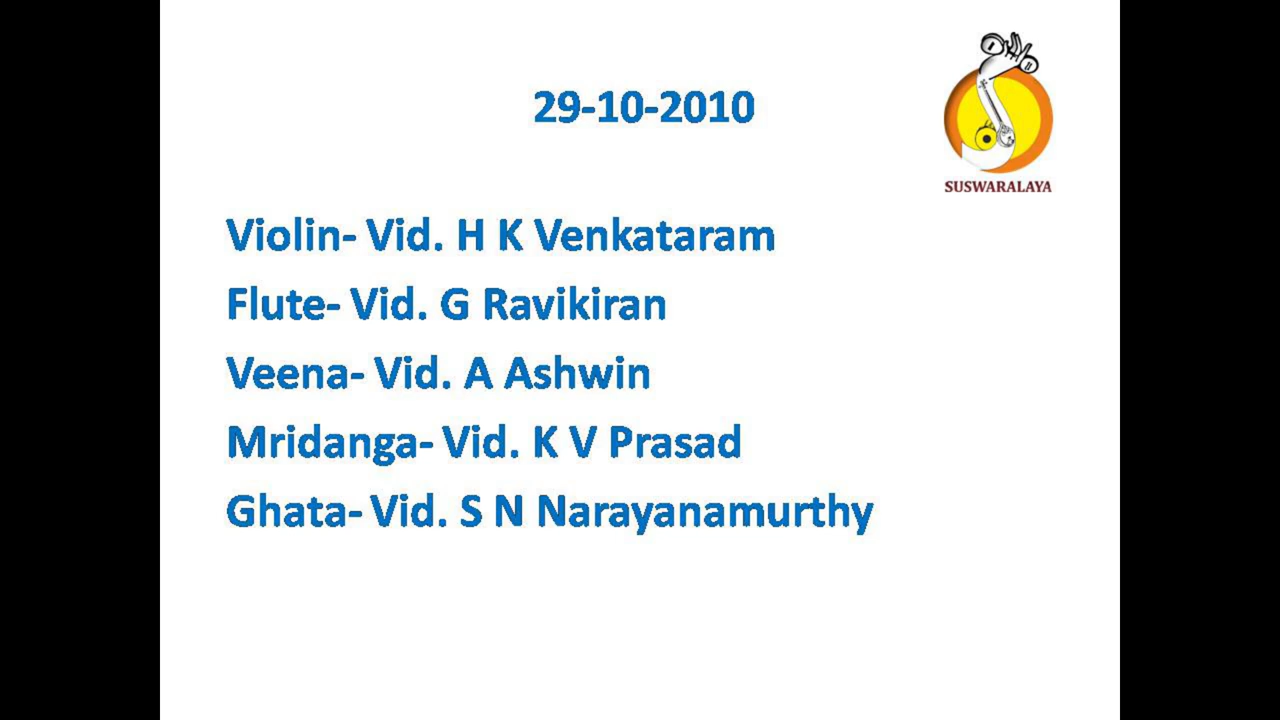 29-10-2010
SUSWARALAYA
Violin- Vid. H K Venkataram
Flute- Vid. G Ravikiran
Veena- Vid. A Ashwin
Mridanga- Vid. K V Prasad
Ghata- Vid. S N Narayanamurthy